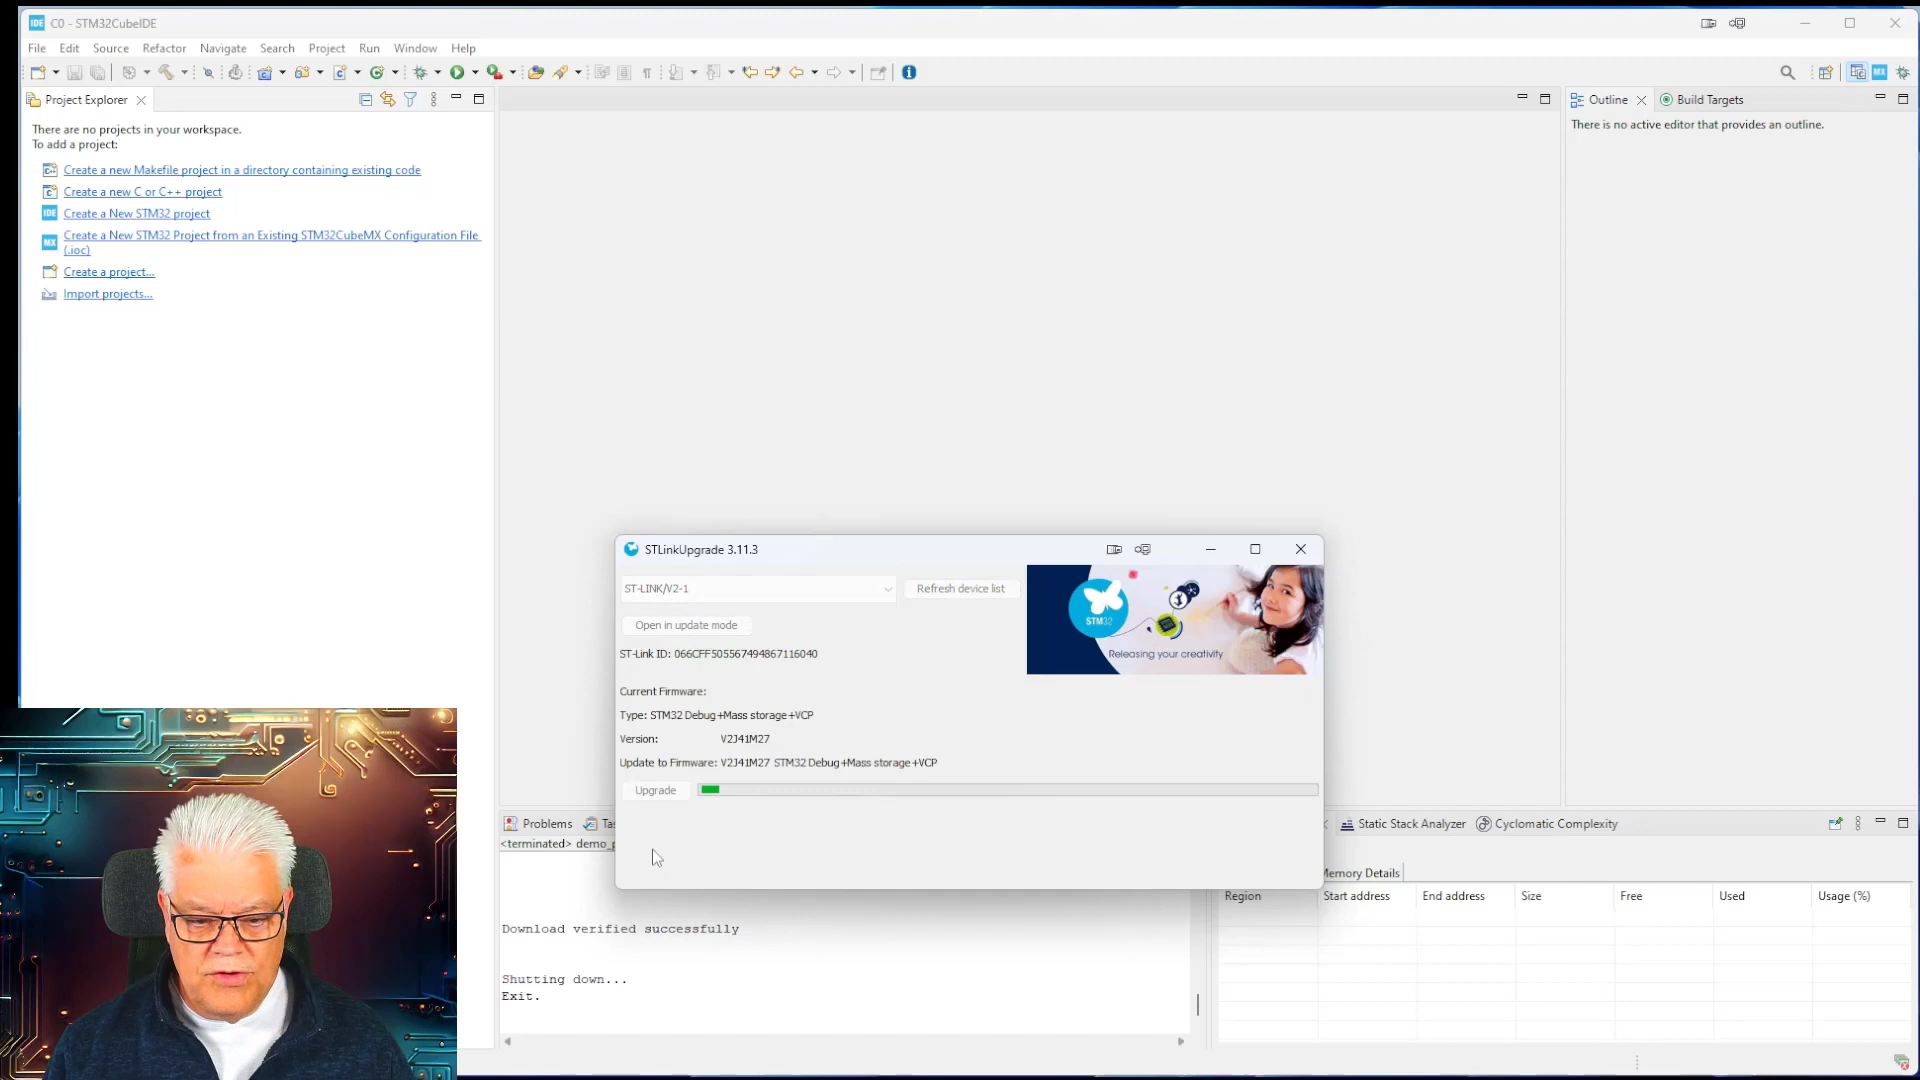 IDE C0 - STM32CubeIDE
File Edit Source Refactor Navigate Search Project Run Window Help
Project Explorer
Outline
Build Targets
There are no projects in your workspace.
To add a project:
Create a new Makefile project in a directory containing existing code
Create a new C or C++ project
IDE Create a New STM32 project
MX Create a New STM32 Project from an Existing STM32CubeMX Configuration File
(.ioc)
Create a project...
Import projects...
There is no active editor that provides an outline.
STLinkUpgrade 3.11.3
ST-LINK/V2-1
Refresh device list
Open in update mode
ST-Link ID: 066CFF505567494867116040
STM32
Releasing your creativity
Current Firmware:
Type: STM32 Debug+Mass storage+VCP
Version: V2J41M27
Update to Firmware: V2J41M27 STM32 Debug+Mass storage+VCP
Upgrade
Problems
Ta
Static Stack Analyzer
Cyclomatic Complexity
<terminated> demo_p
Download verified successfully
Shutting down...
Exit.
Memory Details
Region Start address End address Size Free Used Usage (%)